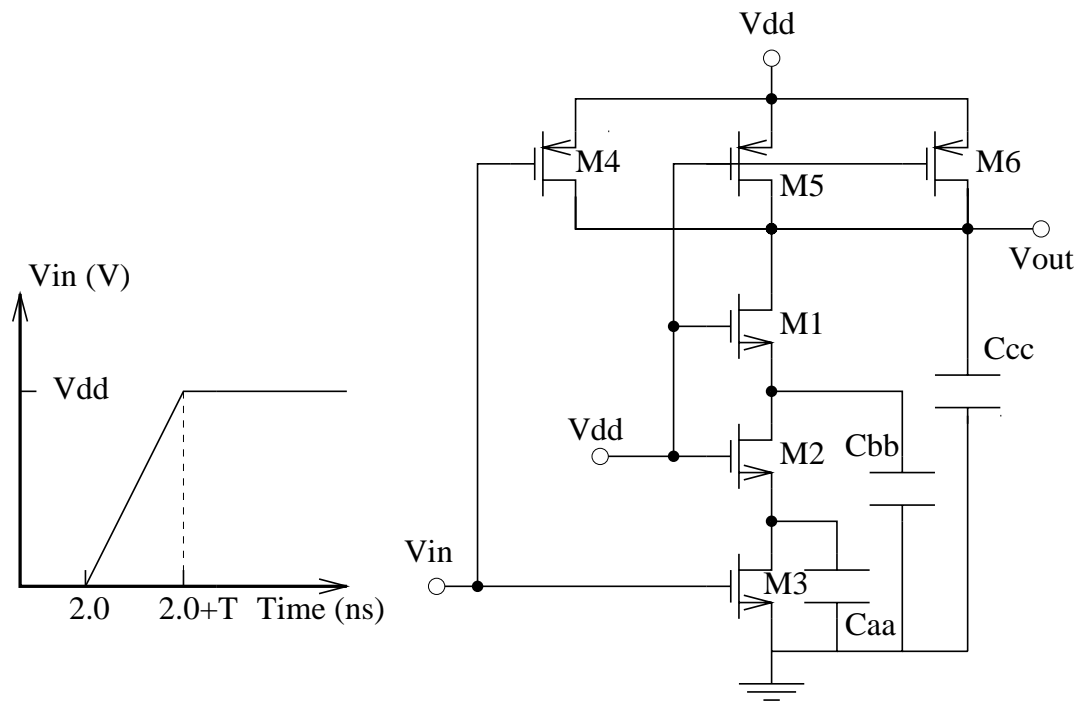 Vdd
M4
M5
M6
Vout
Vin (V)
M1
Ccc
Vdd
Vdd
M2
Cbb
Vin
M3
Caa
2.0
2.0+T
Time (ns)